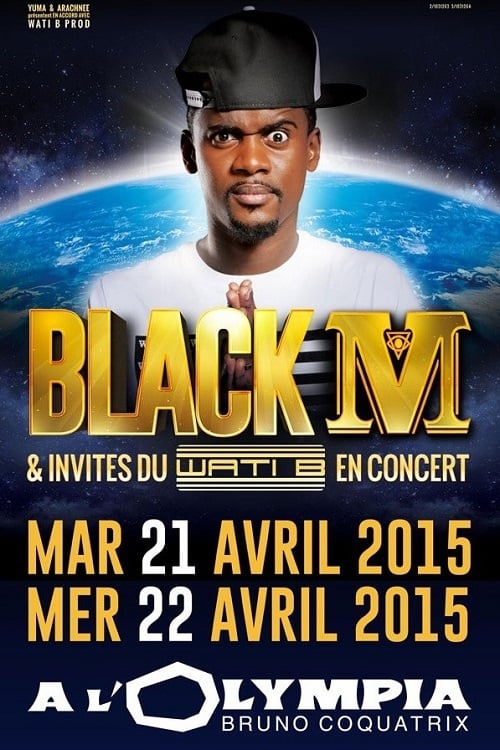 YUMA & ARACHNEE
présentent EN ACCORD AVEC
WATI B PROD
BLACK M
& INVITES DU WATI B EN CONCERT
MAR 21 AVRIL 2015
MER 22 AVRIL 2015
A L'OLYMPIA
BRUNO COQUATRIX